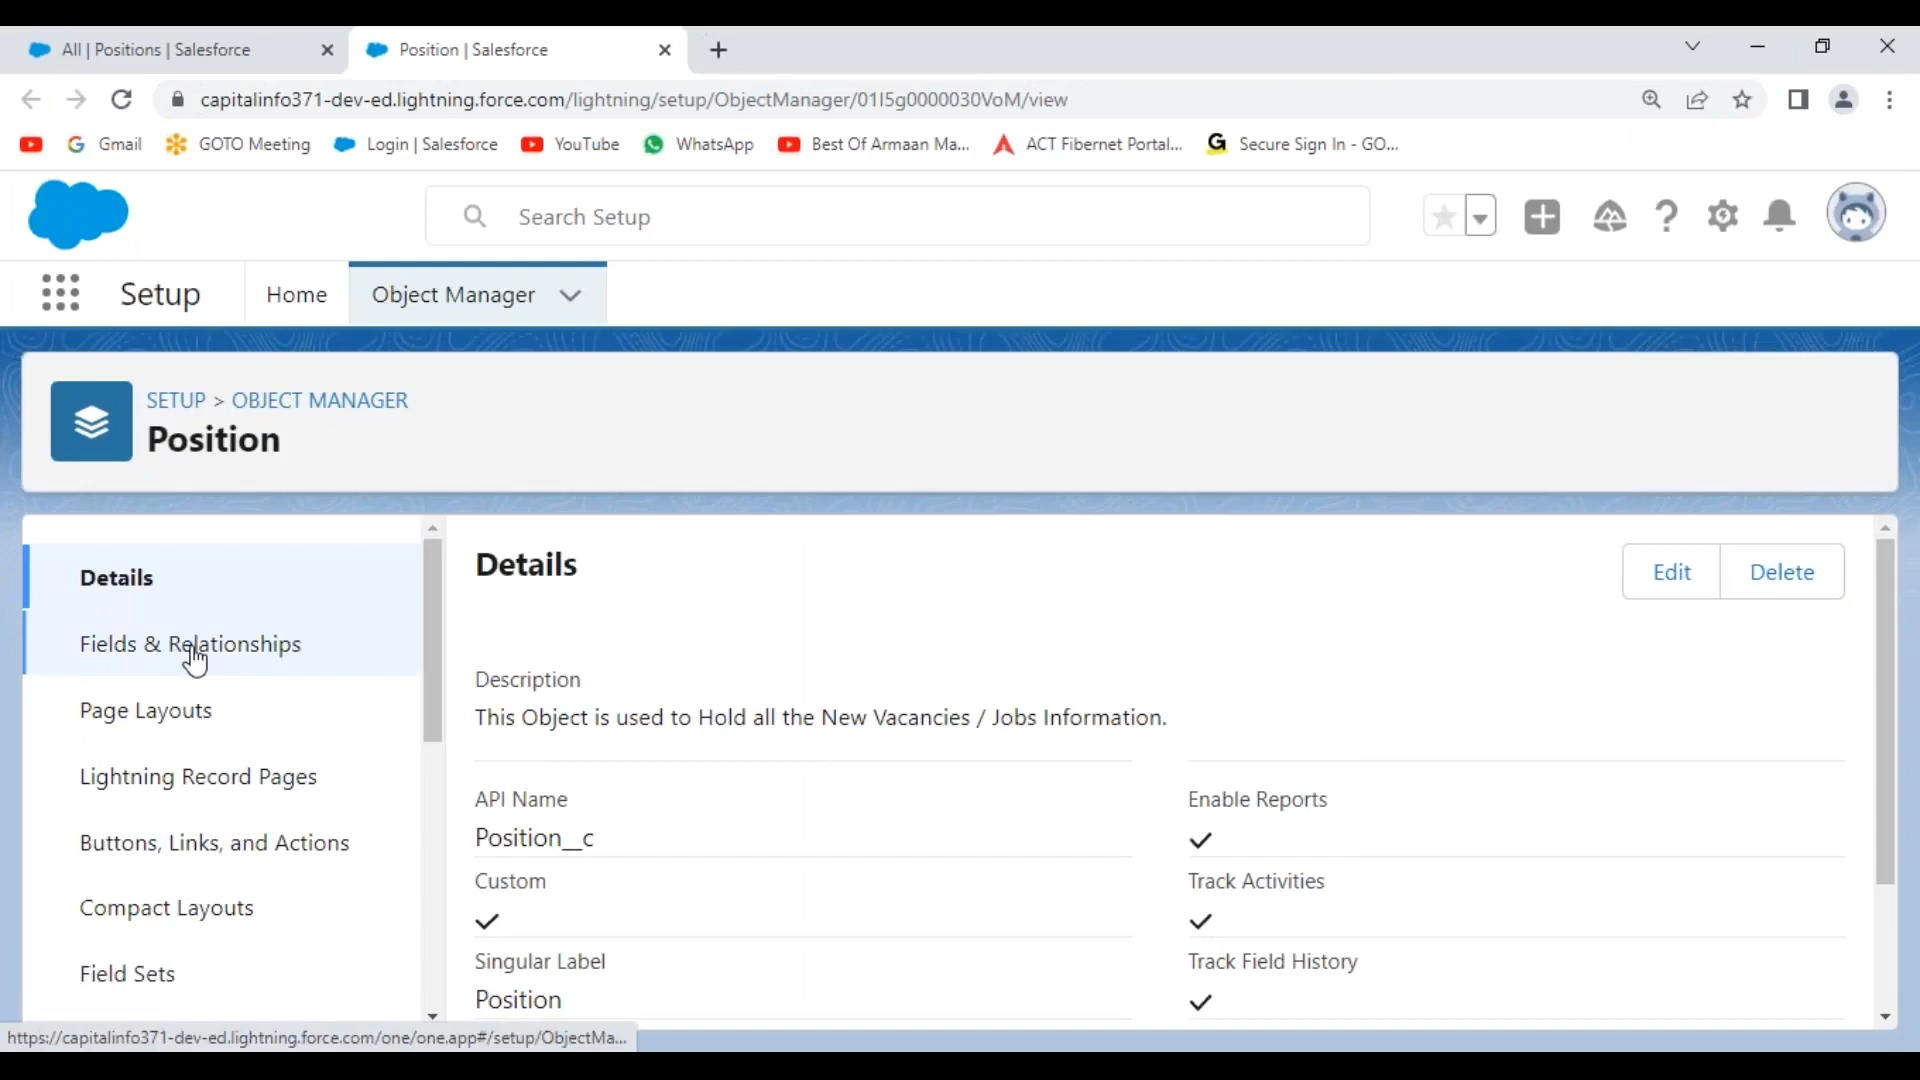 All | Positions | Salesforce
Position | Salesforce
capitalinfo371-dev-ed.lightning.force.com/lightning/setup/ObjectManager/01I5g0000030VoM/view
Gmail
GOTO Meeting
Login | Salesforce
YouTube
WhatsApp
Best Of Armaan Ma...
ACT Fibernet Portal...
Secure Sign In - GO...
Search Setup
Setup
Home
Object Manager
SETUP > OBJECT MANAGER
Position
Details
Fields & Relationships
Page Layouts
Lightning Record Pages
Buttons, Links, and Actions
Compact Layouts
Field Sets
Details
Edit
Delete
Description
This Object is used to Hold all the New Vacancies / Jobs Information.
API Name
Position__c
Custom
Singular Label
Position
Enable Reports
Track Activities
Track Field History
https://capitalinfo371-dev-ed.lightning.force.com/one/one.app#/setup/ObjectMa...